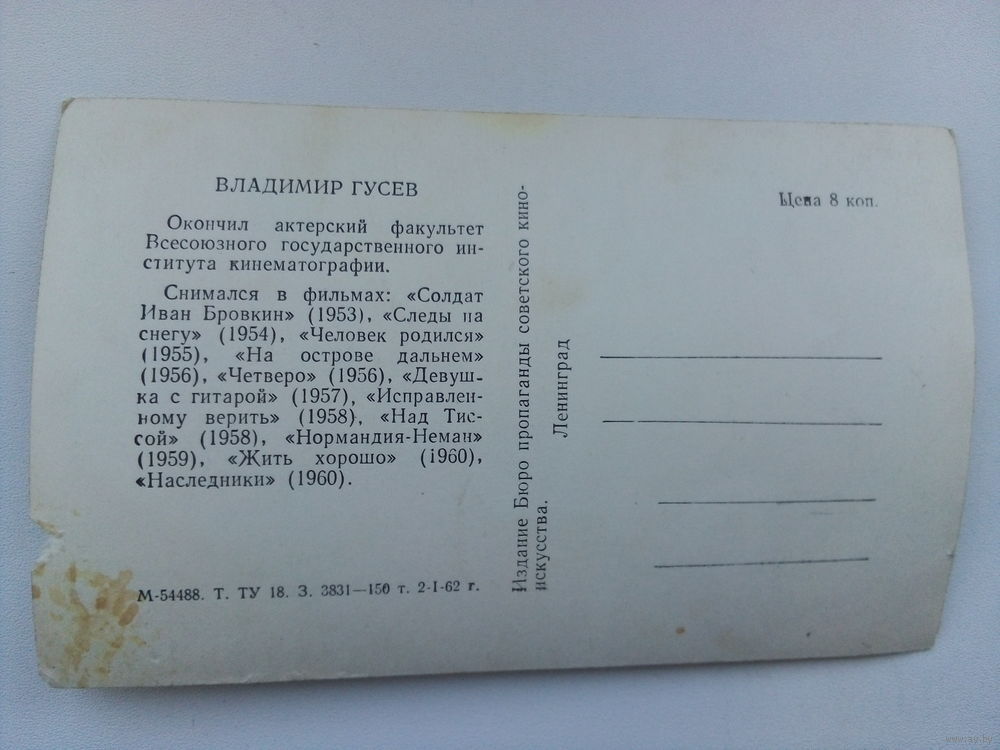 ВЛАДИМИР ГУСЕВ
Окончил актерский факультет
Всесоюзного государственного ин-
ститута кинематографии.
Снимался в фильмах: «Солдат
Иван Бровкин» (1953), «Следы на
снегу» (1954), «Человек родился»
(1955), «На острове дальнем»
(1956), «Четверо» (1956), «Девуш-
ка с гитарой» (1957), «Исправлен-
ному верить» (1958), «Над Тис-
сой» (1958), «Нормандия-Неман»
(1959), «Жить хорошо» (1960),
«Наследники» (1960).
М-54488. Т. ТУ 18. З. 3831—150 т. 2-I-62 г.
Издание Бюро пропаганды советского кино-
искусства.
Ленинград
Цена 8 коп.
www.ay.by